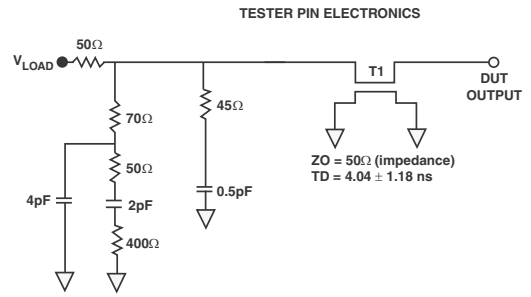 TESTER PIN ELECTRONICS
50Ω
VLOAD
T1
DUT
OUTPUT
70Ω
45Ω
50Ω
ZO = 50Ω (impedance)
TD = 4.04 ± 1.18 ns
4pF
2pF
0.5pF
400Ω